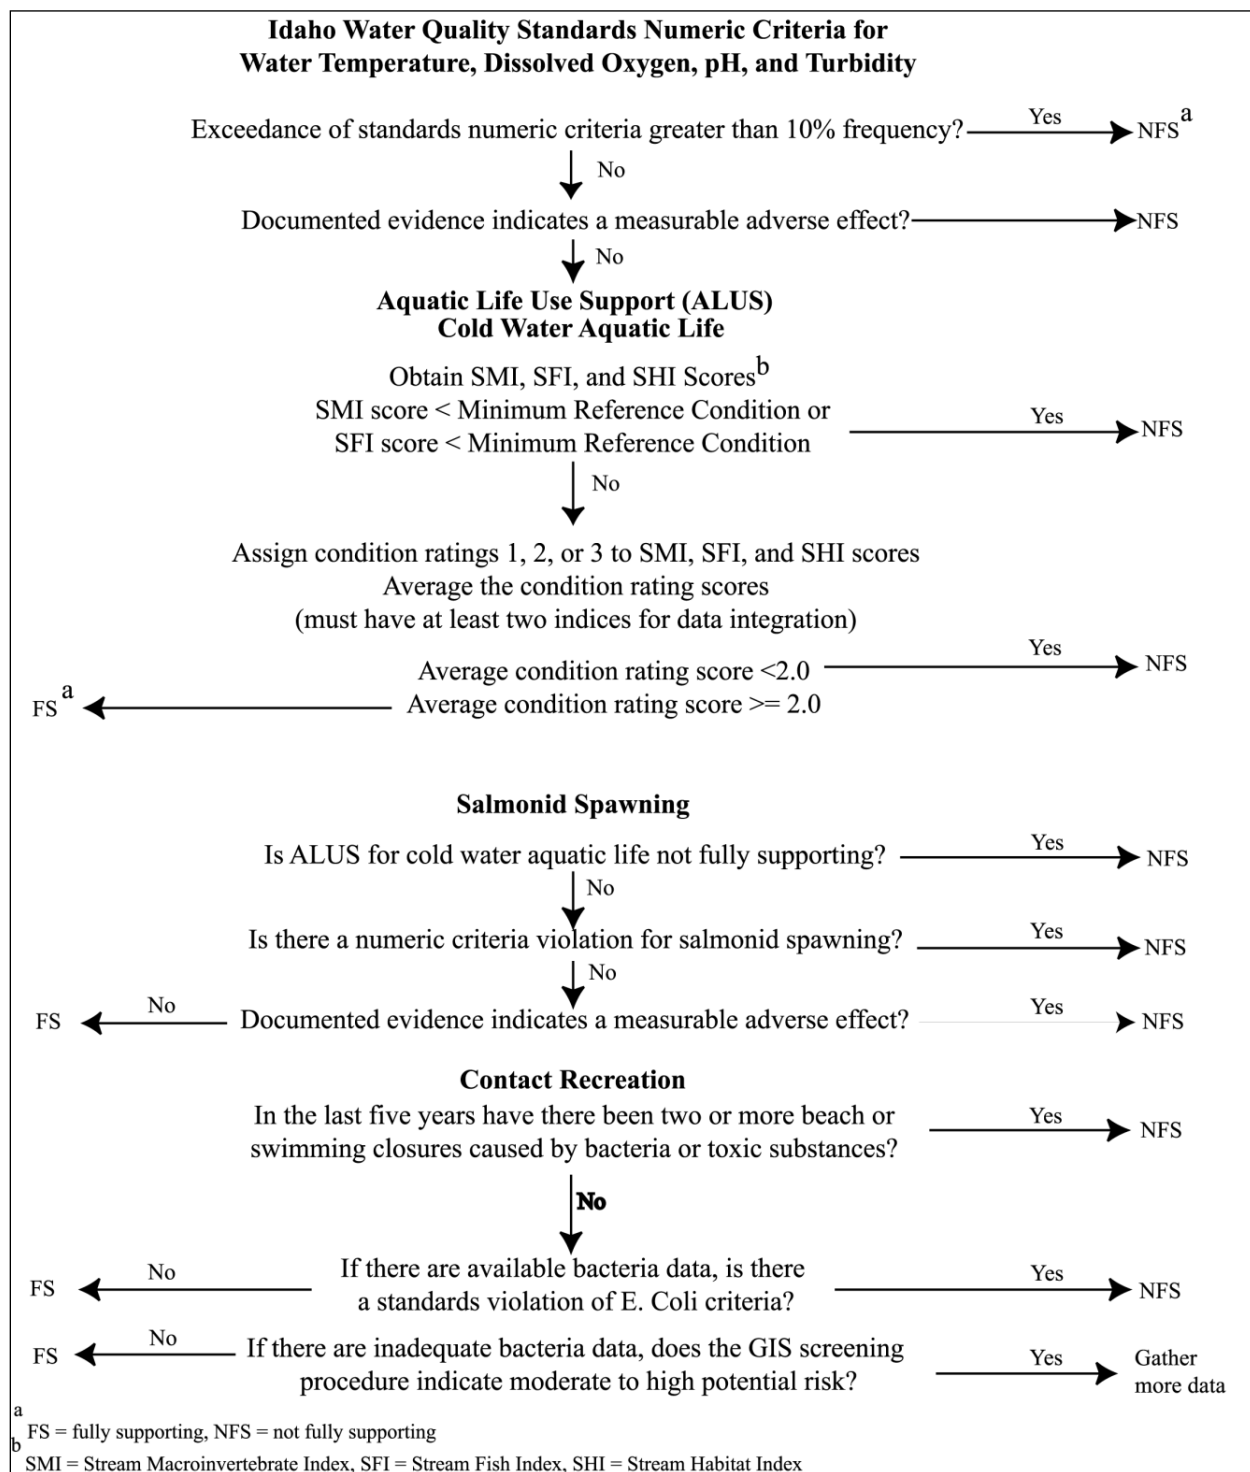 Idaho Water Quality Standards Numeric Criteria for
Water Temperature, Dissolved Oxygen, pH, and Turbidity
Exceedance of standards numeric criteria greater than 10% frequency? Yes NFS a
No
Documented evidence indicates a measurable adverse effect? NFS
No
Aquatic Life Use Support (ALUS)
Cold Water Aquatic Life
Obtain SMI, SFI, and SHI Scores b
SMI score < Minimum Reference Condition or
SFI score < Minimum Reference Condition Yes NFS
No
Assign condition ratings 1, 2, or 3 to SMI, SFI, and SHI scores
Average the condition rating scores
(must have at least two indices for data integration)
Average condition rating score <2.0 Yes NFS
FS a Average condition rating score >= 2.0
Salmonid Spawning
Is ALUS for cold water aquatic life not fully supporting? Yes NFS
No
Is there a numeric criteria violation for salmonid spawning? Yes NFS
No
FS No Documented evidence indicates a measurable adverse effect? Yes NFS
Contact Recreation
In the last five years have there been two or more beach or
swimming closures caused by bacteria or toxic substances? Yes NFS
No
If there are available bacteria data, is there
FS No a standards violation of E. Coli criteria? Yes NFS
FS No If there are inadequate bacteria data, does the GIS screening
procedure indicate moderate to high potential risk? Yes Gather
more data
a FS = fully supporting, NFS = not fully supporting
b SMI = Stream Macroinvertebrate Index, SFI = Stream Fish Index, SHI = Stream Habitat Index